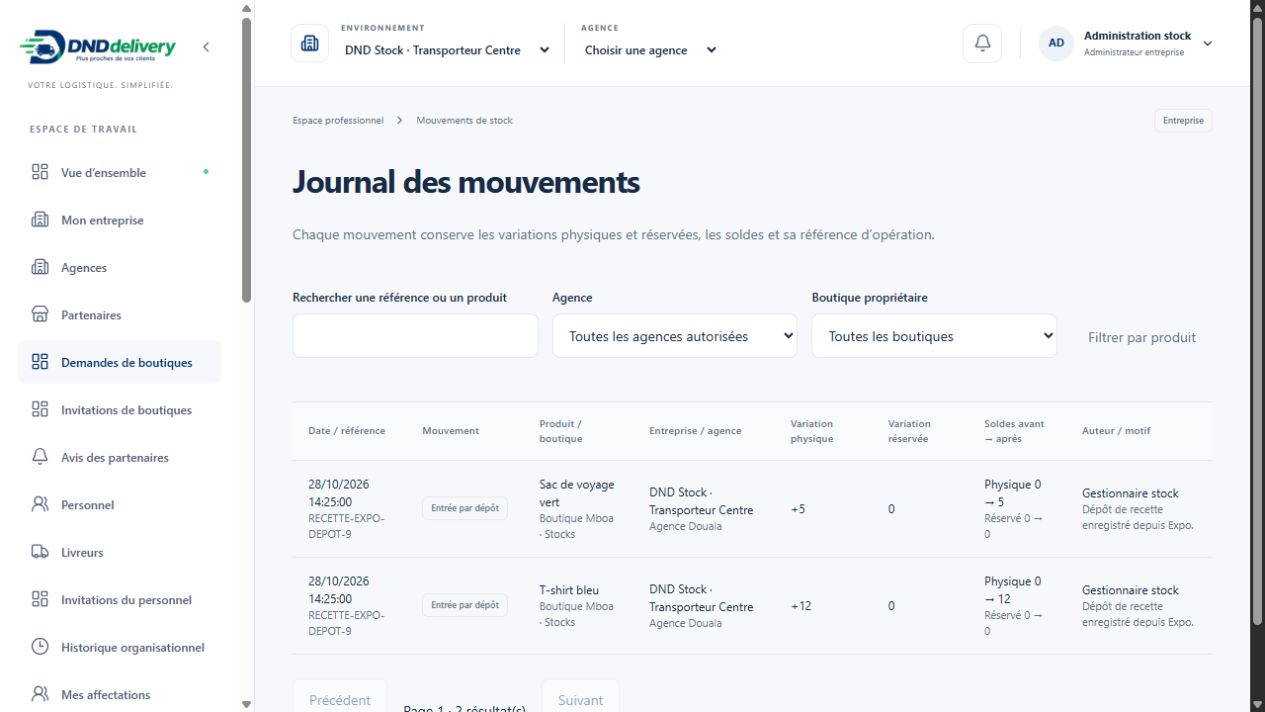 DNDdelivery
Plus proches de vos clients
VOTRE LOGISTIQUE. SIMPLIFIÉE.
ESPACE DE TRAVAIL
Vue d’ensemble
Mon entreprise
Agences
Partenaires
Demandes de boutiques
Invitations de boutiques
Avis des partenaires
Personnel
Livreurs
Invitations du personnel
Historique organisationnel
Mes affectations
ENVIRONNEMENT
DND Stock · Transporteur Centre
AGENCE
Choisir une agence
AD
Administration stock
Administrateur entreprise
Espace professionnel > Mouvements de stock
Entreprise
Journal des mouvements
Chaque mouvement conserve les variations physiques et réservées, les soldes et sa référence d’opération.
Rechercher une référence ou un produit
Agence
Toutes les agences autorisées
Boutique propriétaire
Toutes les boutiques
Filtrer par produit
Date / référence
Mouvement
Produit /
boutique
Entreprise / agence
Variation
physique
Variation
réservée
Soldes avant
→ après
Auteur / motif
28/10/2026
14:25:00
RECETTE-EXPO-
DEPOT-9
Entrée par dépôt
Sac de voyage
vert
Boutique Mboa
· Stocks
DND Stock ·
Transporteur Centre
Agence Douala
+5
0
Physique 0
→ 5
Réservé 0 →
0
Gestionnaire stock
Dépôt de recette
enregistré depuis Expo.
28/10/2026
14:25:00
RECETTE-EXPO-
DEPOT-9
Entrée par dépôt
T-shirt bleu
Boutique Mboa
· Stocks
DND Stock ·
Transporteur Centre
Agence Douala
+12
0
Physique 0
→ 12
Réservé 0 →
0
Gestionnaire stock
Dépôt de recette
enregistré depuis Expo.
Précédent
Page 1 · 2 résultat(s)
Suivant